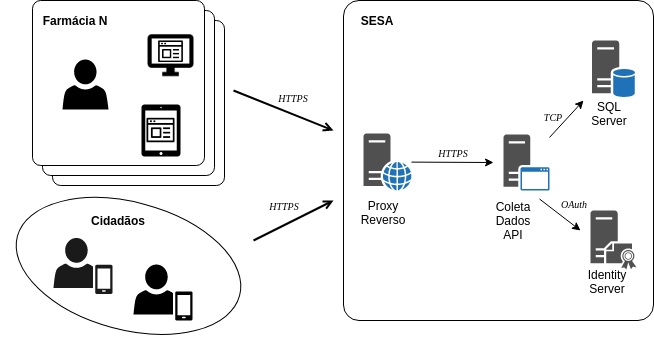 Farmácia N
HTTPS
Cidadãos
HTTPS
SESA
Proxy
Reverso
HTTPS
Coleta
Dados
API
TCP
SQL
Server
OAuth
Identity
Server